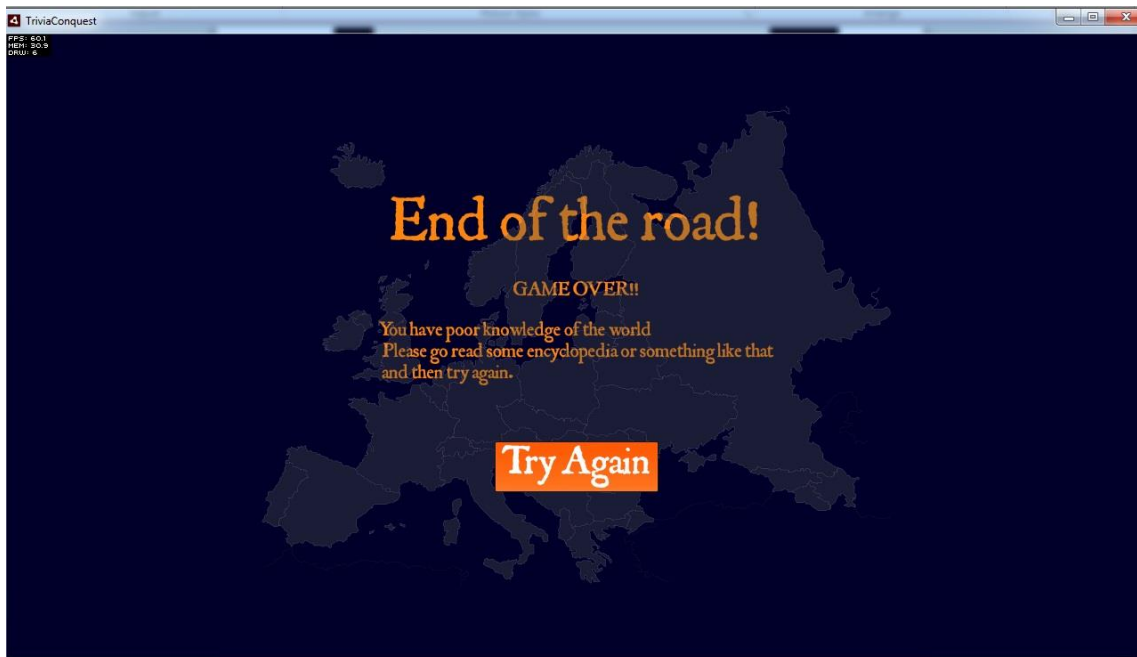 TriviaConquest
FPS: 60.1
MEM: 30.9
DRW: 6
End of the road!
GAME OVER!!
You have poor knowledge of the world
Please go read some encyclopedia or something like that
and then try again.
Try Again